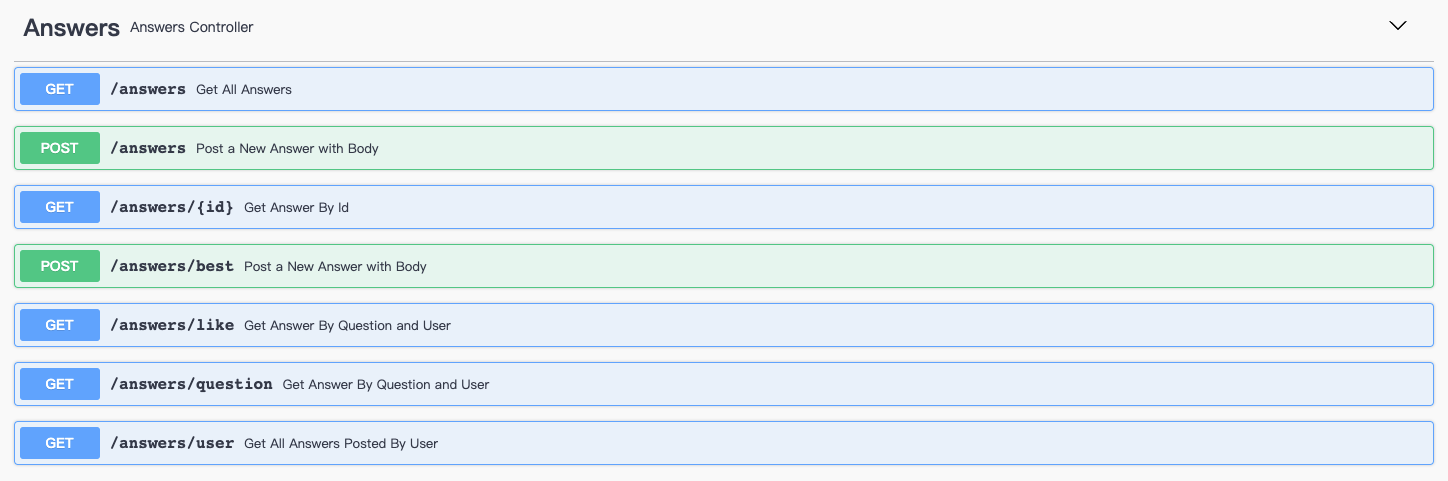 Answers Answers Controller
GET /answers Get All Answers
POST /answers Post a New Answer with Body
GET /answers/{id} Get Answer By Id
POST /answers/best Post a New Answer with Body
GET /answers/like Get Answer By Question and User
GET /answers/question Get Answer By Question and User
GET /answers/user Get All Answers Posted By User